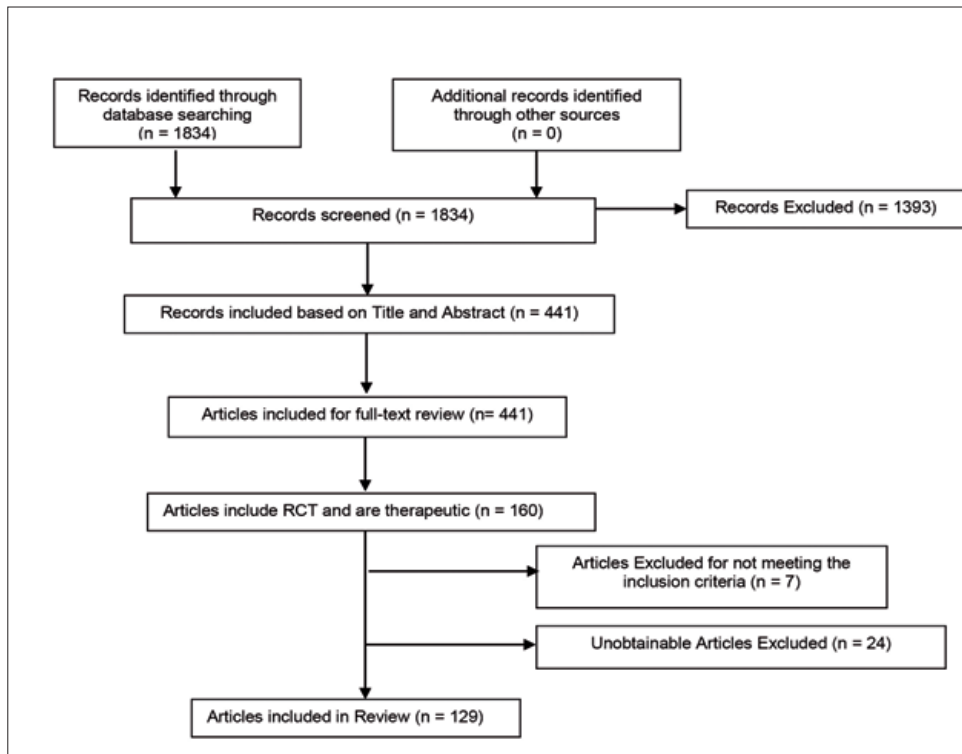 Records identified through
database searching
(n = 1834)
Additional records identified
through other sources
(n = 0)
Records screened (n = 1834)
Records Excluded (n = 1393)
Records included based on Title and Abstract (n = 441)
Articles included for full-text review (n= 441)
Articles include RCT and are therapeutic (n = 160)
Articles Excluded for not meeting the
inclusion criteria (n = 7)
Unobtainable Articles Excluded (n = 24)
Articles included in Review (n = 129)